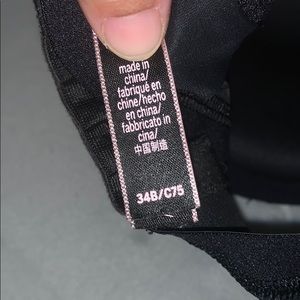 made in
china/
fabriqué en
chine/hecho
en china/
fabbricato in
cina/
中国制造
34B/C75